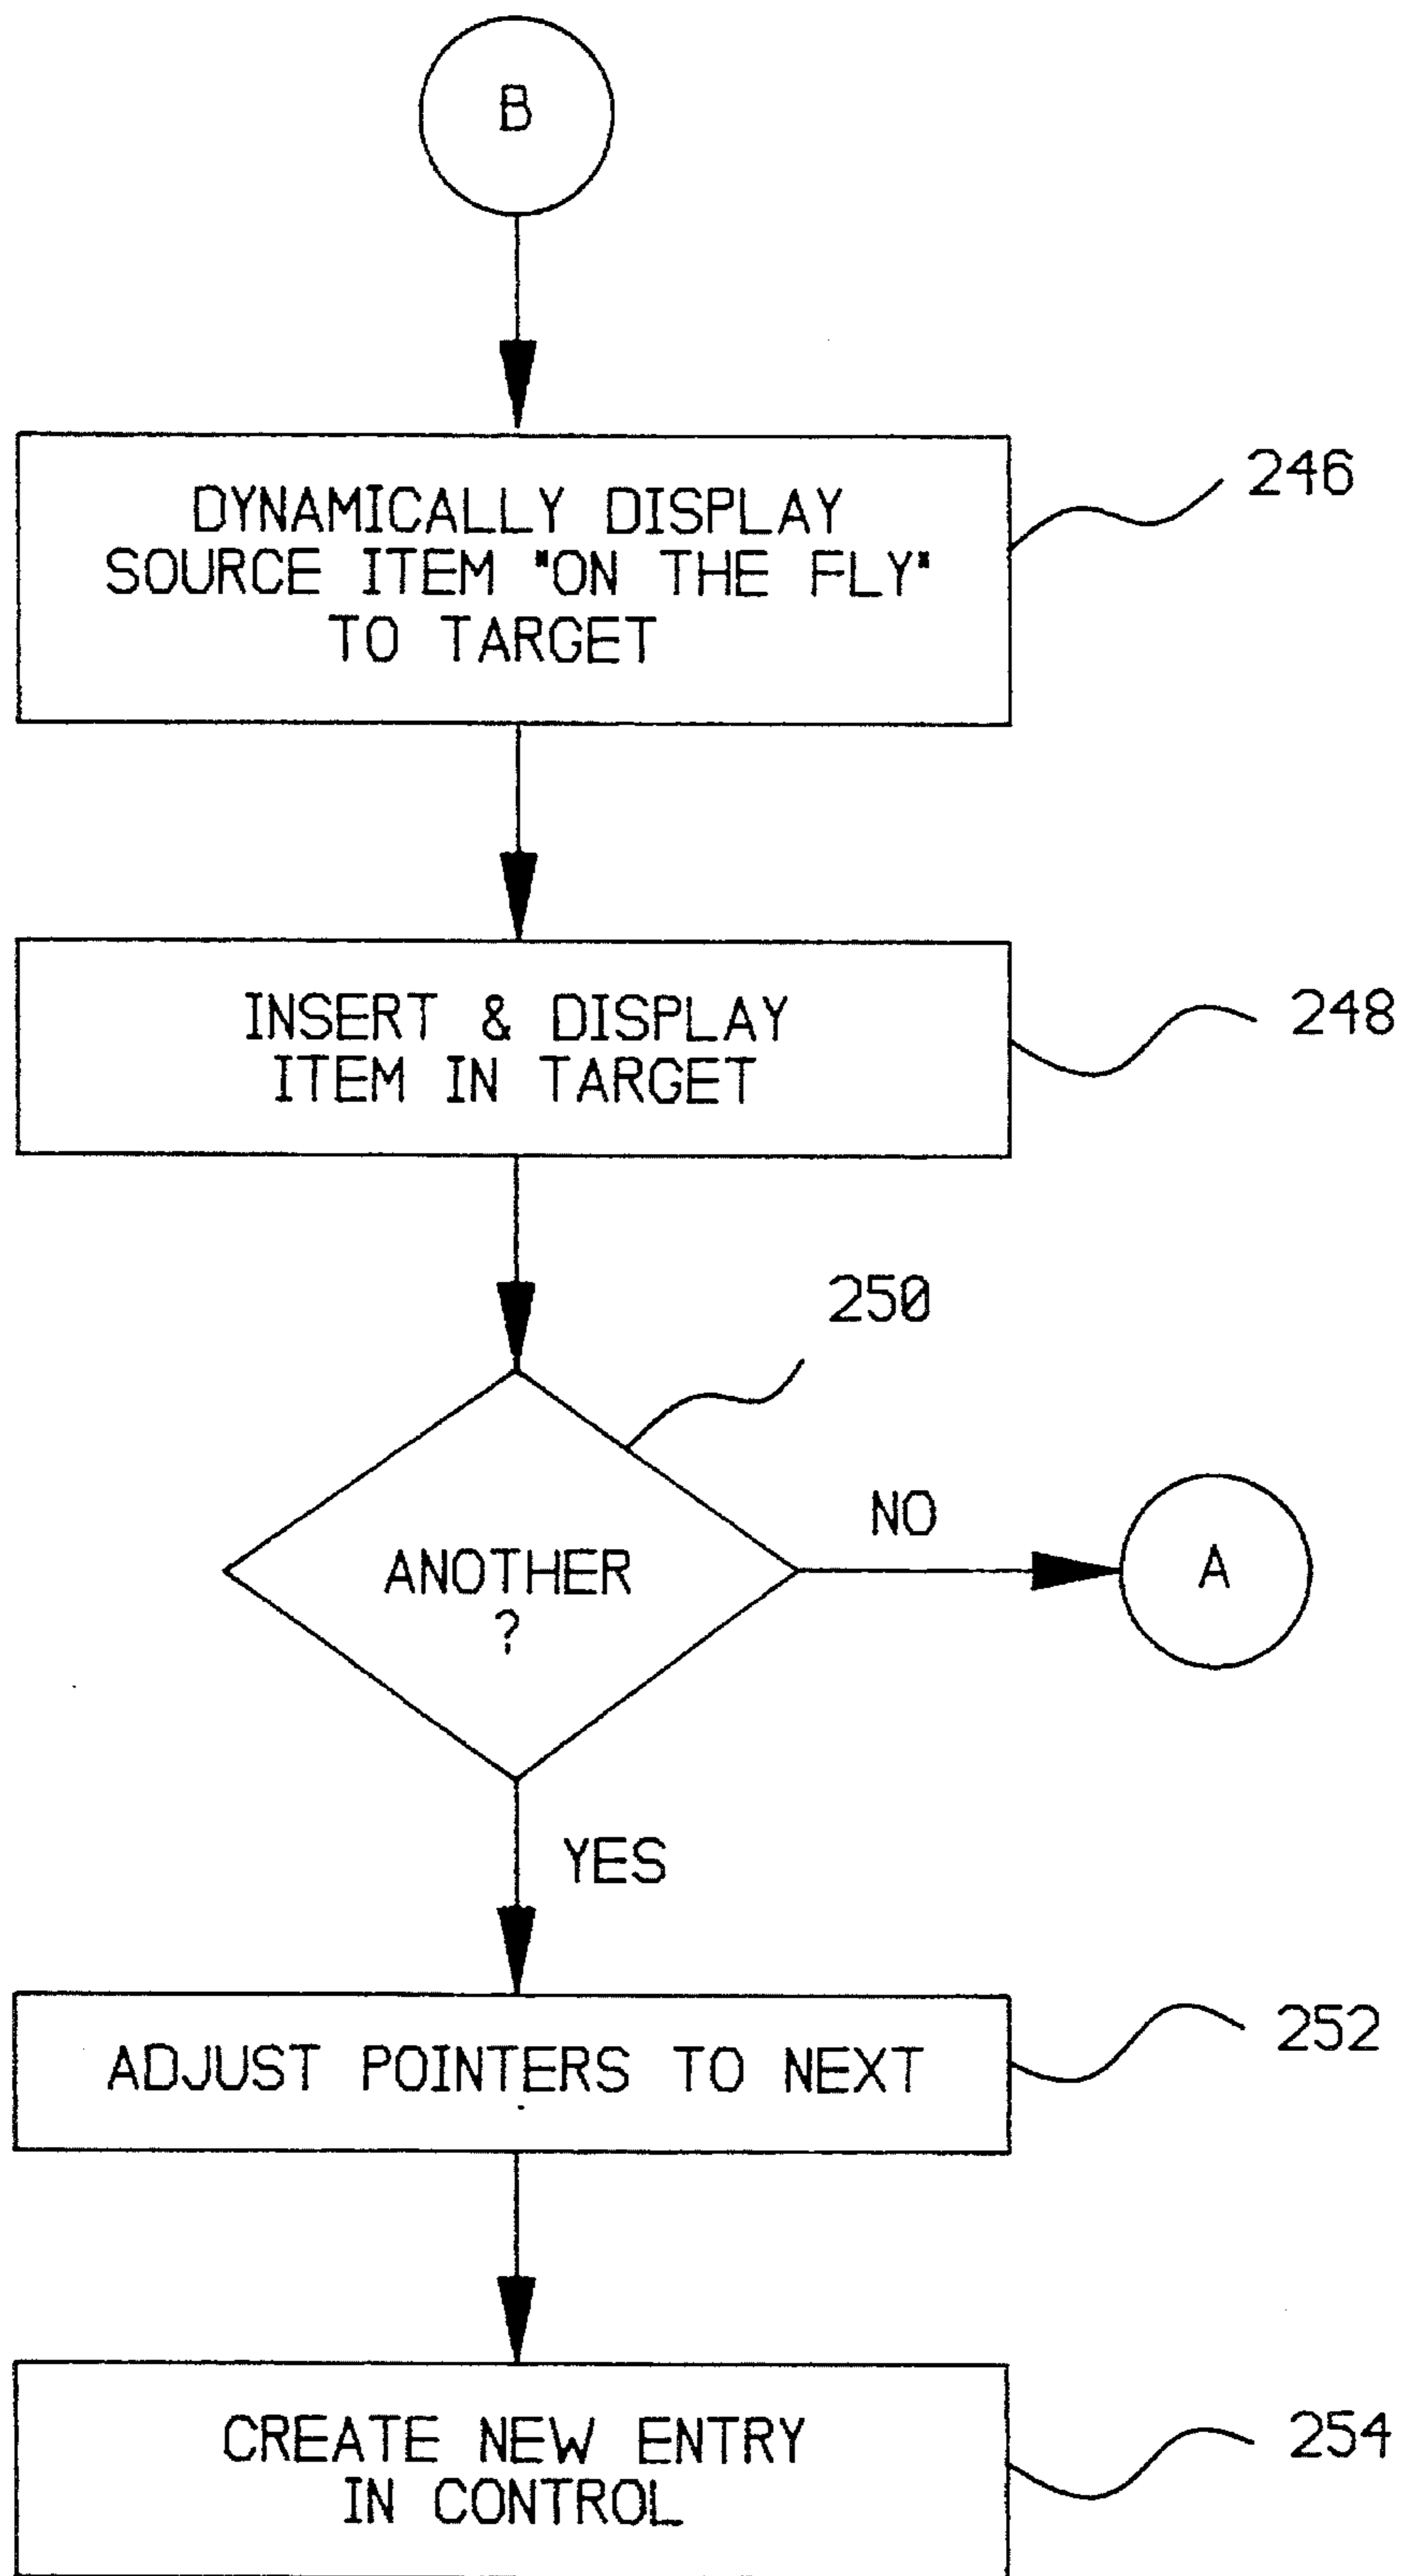 B
DYNAMICALLY DISPLAY
SOURCE ITEM "ON THE FLY"
TO TARGET
246
INSERT & DISPLAY
ITEM IN TARGET
248
250
ANOTHER
?
NO
A
YES
ADJUST POINTERS TO NEXT
252
CREATE NEW ENTRY
IN CONTROL
254